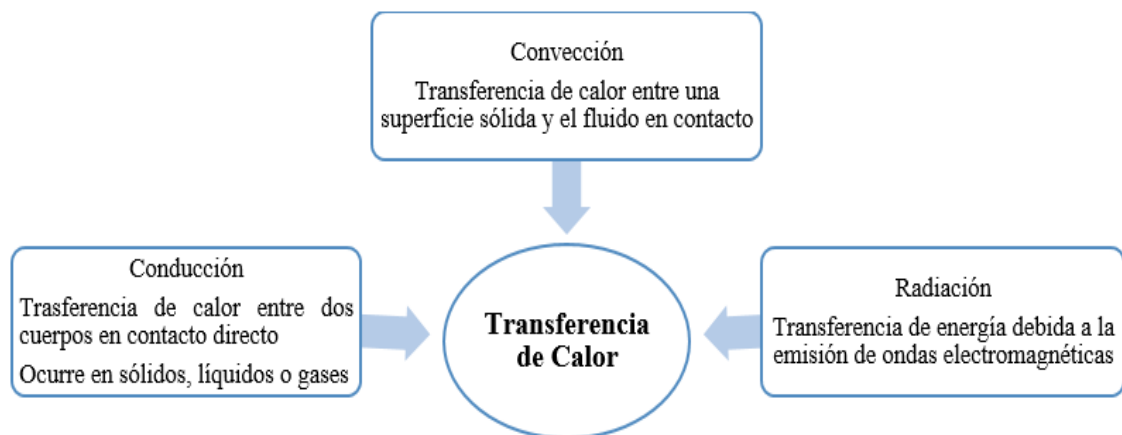 Convección
Transferencia de calor entre una
superficie sólida y el fluido en contacto
Conducción
Trasferencia de calor entre dos
cuerpos en contacto directo
Ocurre en sólidos, líquidos o gases
Transferencia
de Calor
Radiación
Transferencia de energía debida a la
emisión de ondas electromagnéticas